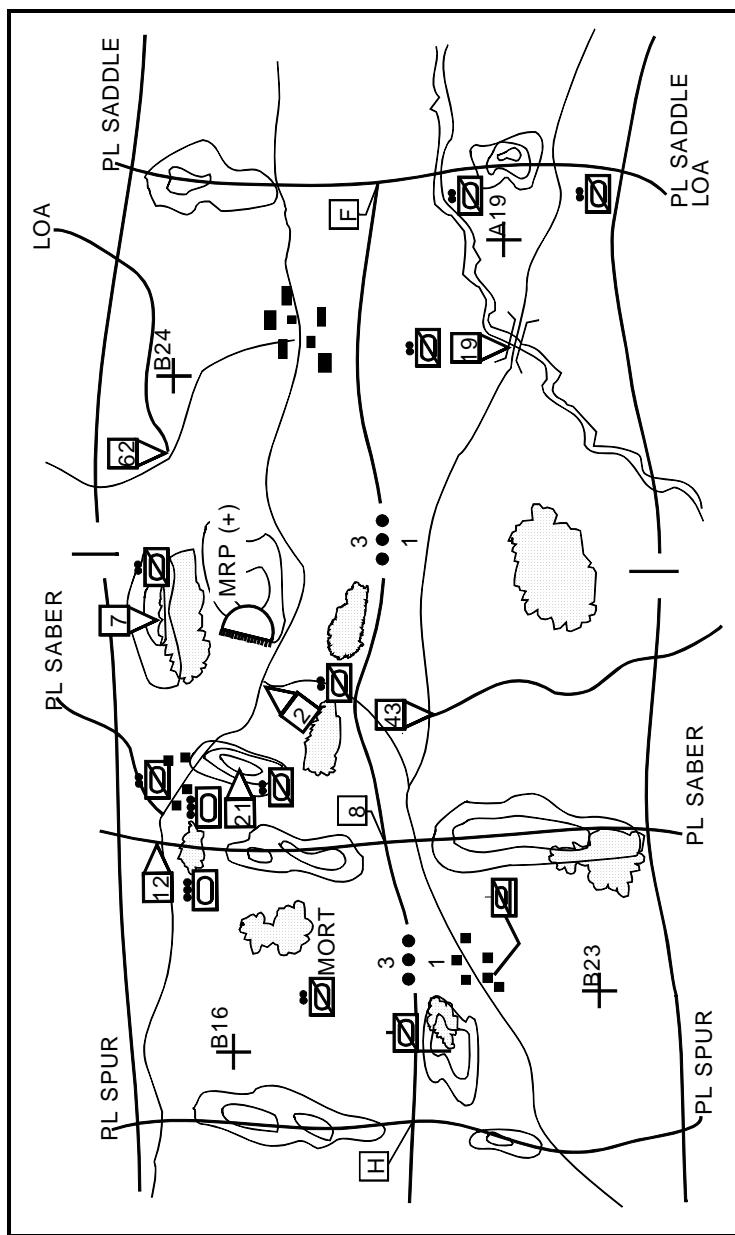 LOA
PL SABER
PL SPUR
7
PL SADDLE
62
12
B24
B16
MRP (+)
21
2
MORT
F
8
3
1
H
3
1
43
19
A19
B23
PL SPUR
PL SABER
PL SADDLE
LOA